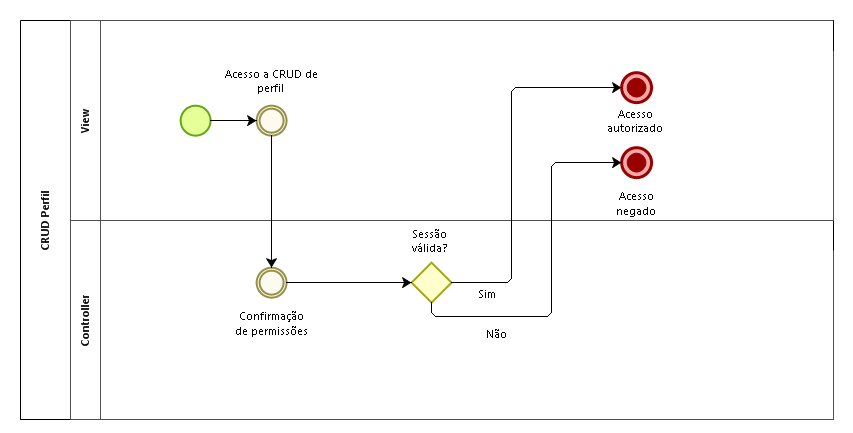 CRUD Perfil
View
Acesso a CRUD de
perfil
Acesso
autorizado
Acesso
negado
Controller
Sessão
válida?
Sim
Confirmação
de permissões
Não